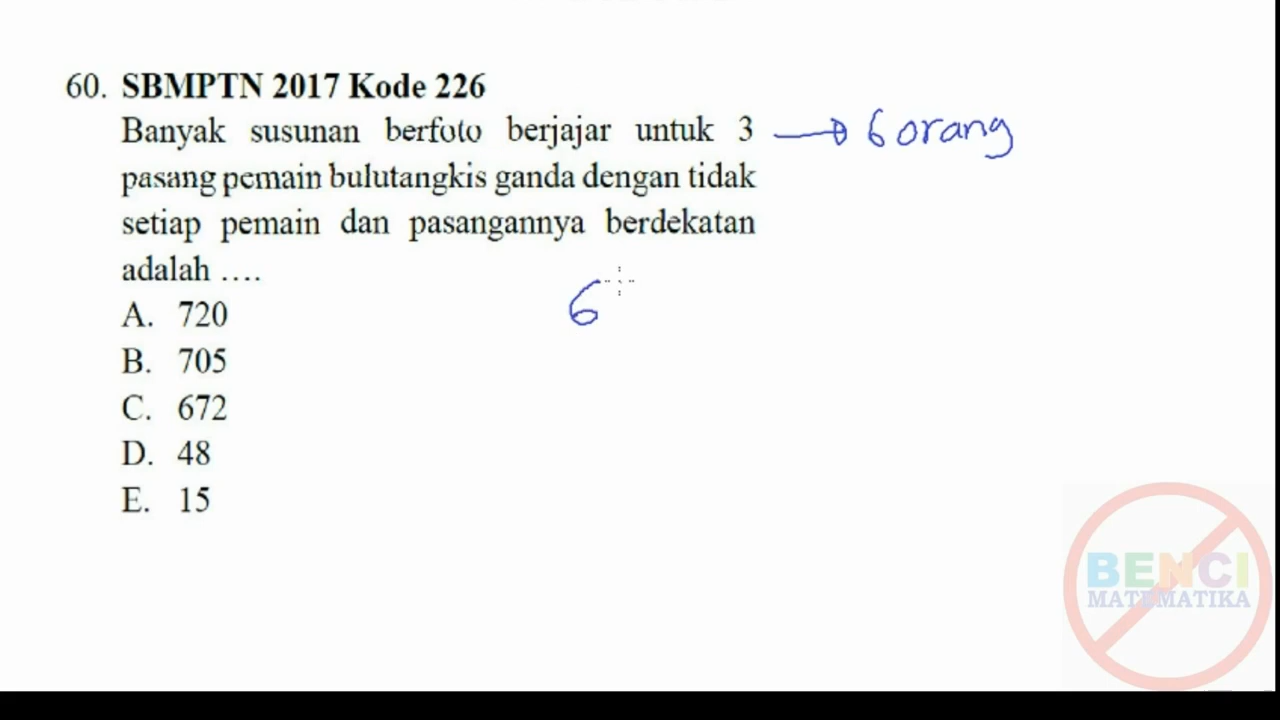 60. SBMPTN 2017 Kode 226
Banyak susunan berfoto berjajar untuk 3 → 6 orang
pasang pemain bulutangkis ganda dengan tidak
setiap pemain dan pasangannya berdekatan
adalah ....
6
A. 720
B. 705
C. 672
D. 48
E. 15
BENCI
MATEMATIKA